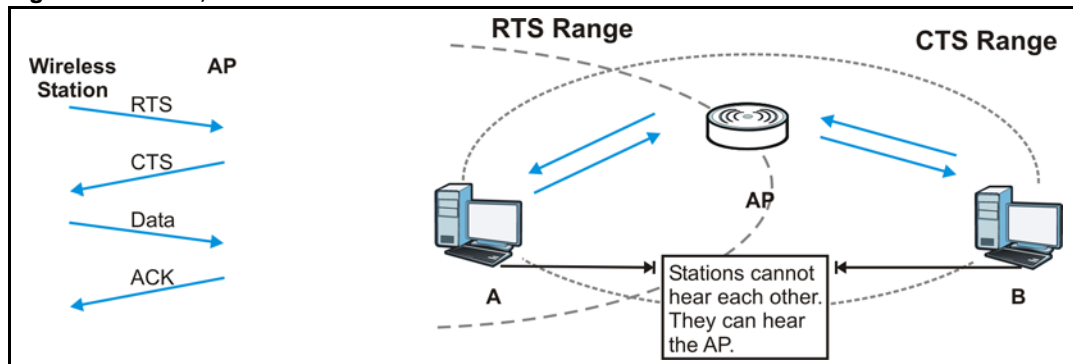 RTS Range
CTS Range
Wireless
Station
AP
RTS
CTS
Data
ACK
AP
A
B
Stations cannot
hear each other.
They can hear
the AP.